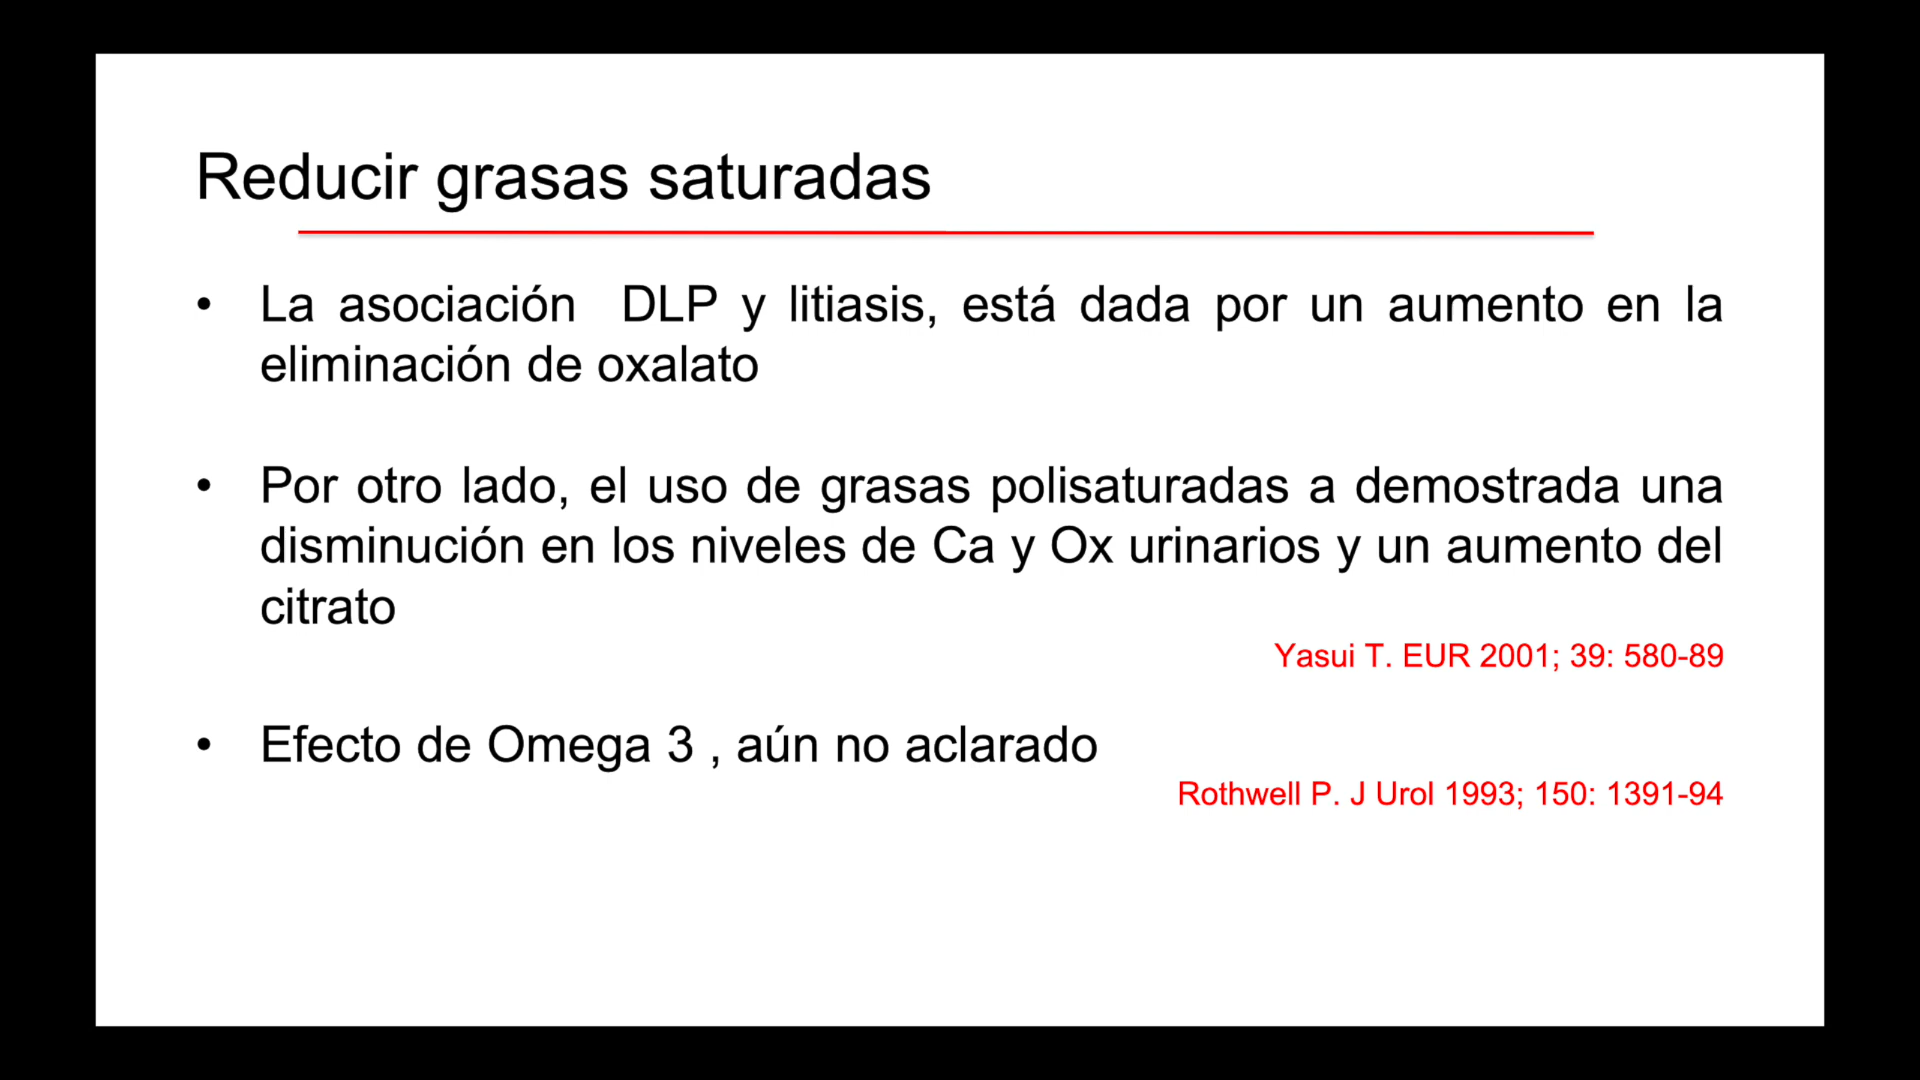 Reducir grasas saturadas
• La asociación DLP y litiasis, está dada por un aumento en la
eliminación de oxalato
• Por otro lado, el uso de grasas polisaturadas a demostrada una
disminución en los niveles de Ca y Ox urinarios y un aumento del
citrato
Yasui T. EUR 2001; 39: 580-89
• Efecto de Omega 3 , aún no aclarado
Rothwell P. J Urol 1993; 150: 1391-94